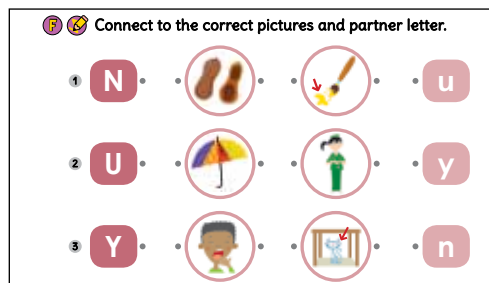 F Connect to the correct pictures and partner letter.
1 N u
2 U y
3 Y n